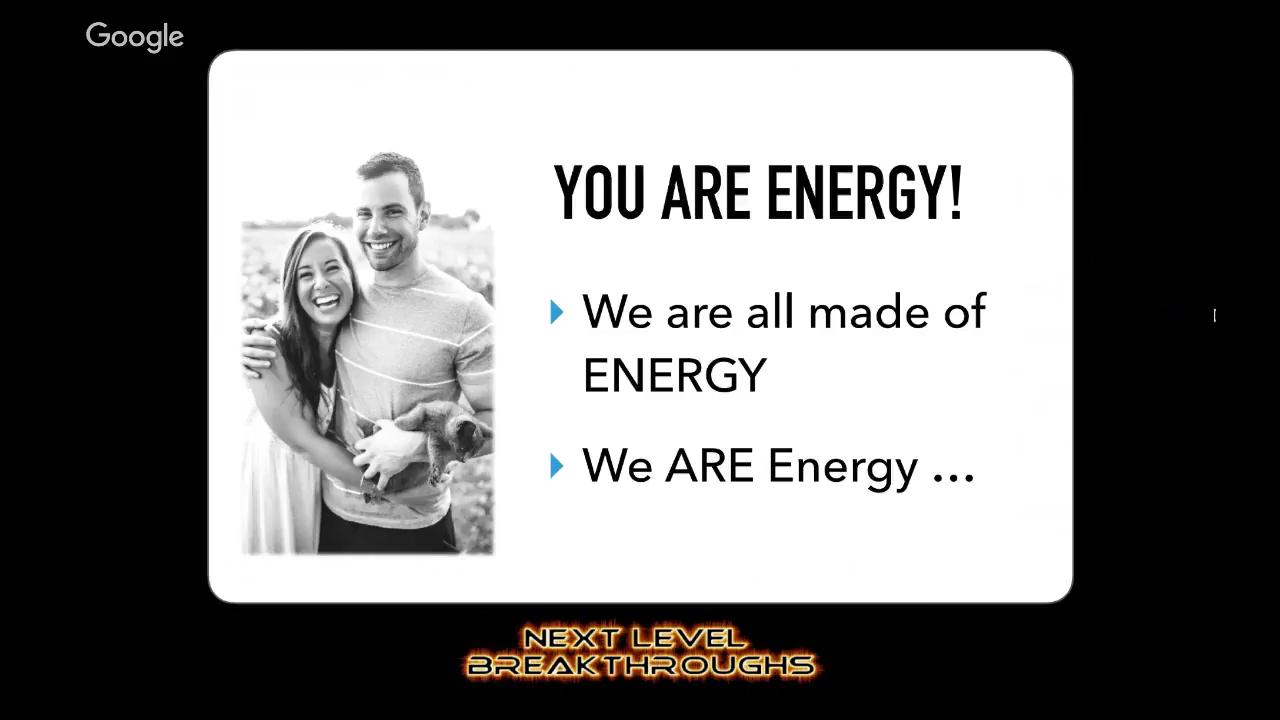 Google
YOU ARE ENERGY!
We are all made of
ENERGY
We ARE Energy ...
NEXT LEVEL
BREAKTHROUGHS